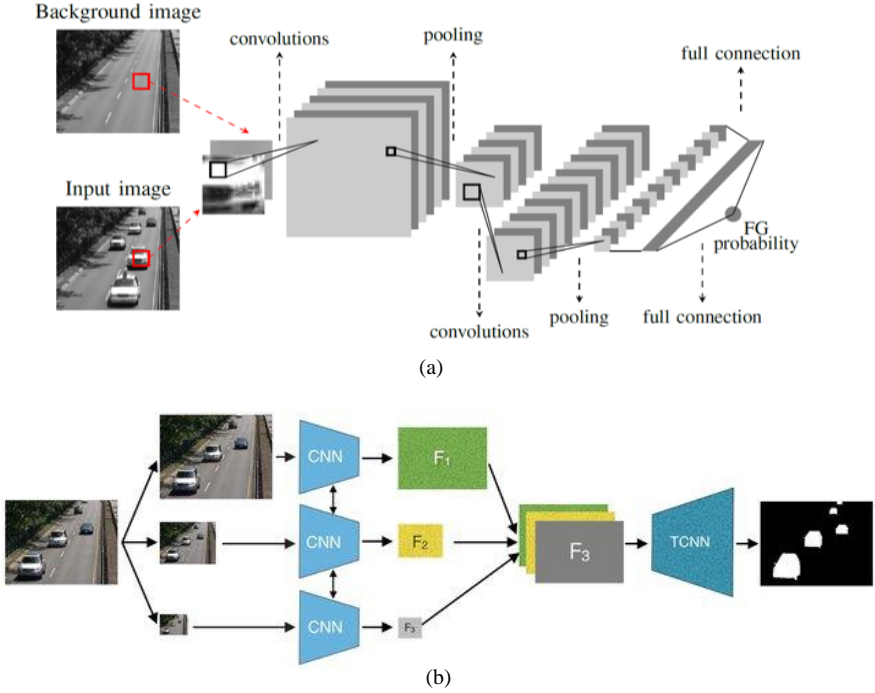 Background image
convolutions
pooling
full connection
Input image
FG
probability
convolutions
pooling
full connection
(a)
CNN
F₁
CNN
F₂
F₃
TCNN
CNN
F₃
(b)